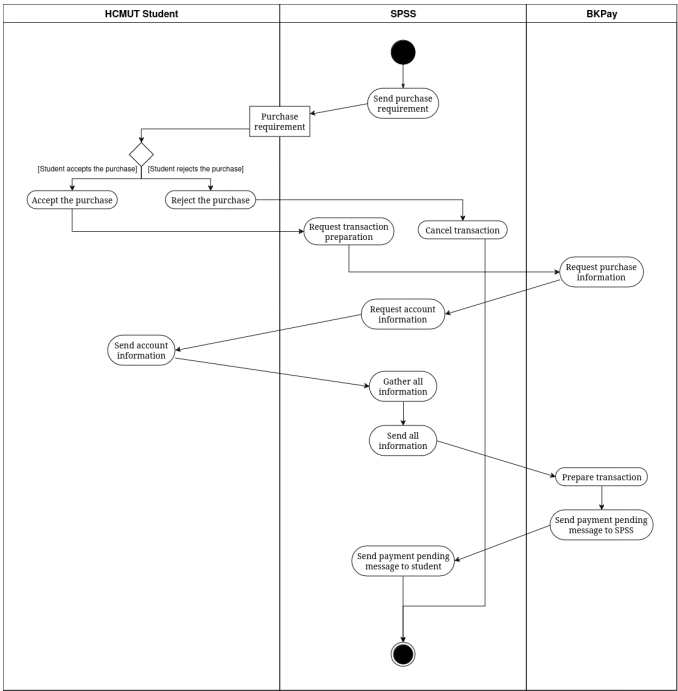 HCMUT Student
SPSS
BKPay
Send purchase
requirement
Purchase
requirement
[Student accepts the purchase]
[Student rejects the purchase]
Accept the purchase
Reject the purchase
Request transaction
preparation
Cancel transaction
Request purchase
information
Request account
information
Send account
information
Gather all
information
Send all
information
Prepare transaction
Send payment pending
message to SPSS
Send payment pending
message to student